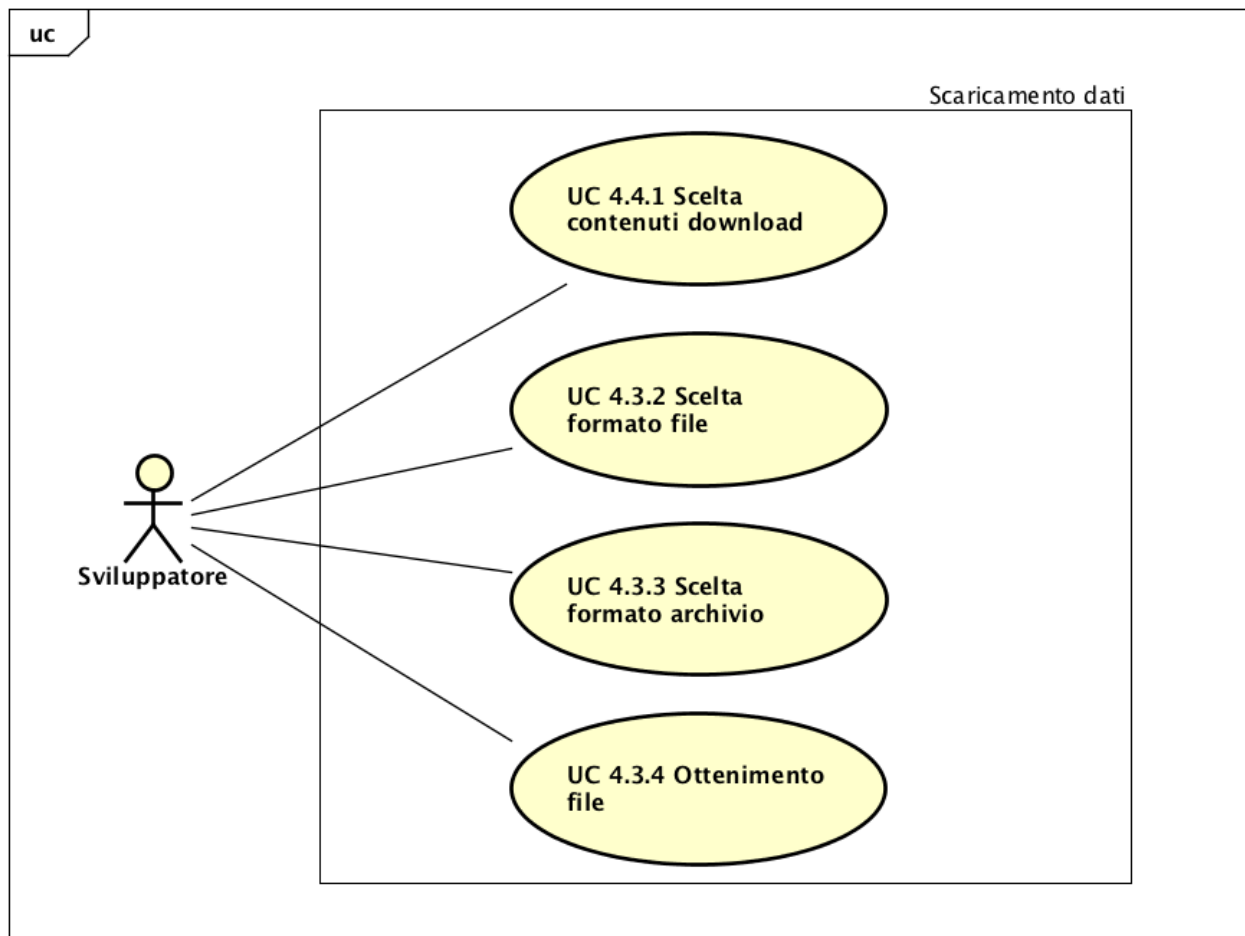 uc
Scaricamento dati
UC 4.4.1 Scelta
contenuti download
UC 4.3.2 Scelta
formato file
UC 4.3.3 Scelta
formato archivio
Sviluppatore
UC 4.3.4 Ottenimento
file